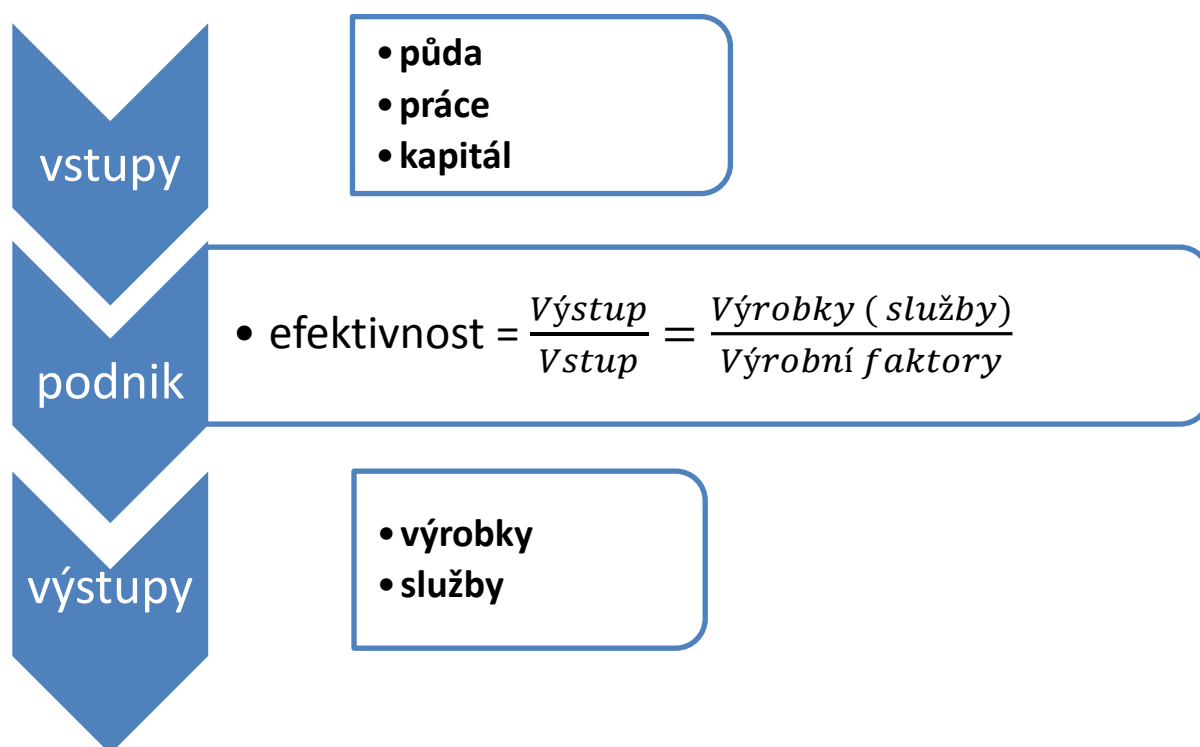 vstupy
• půda
• práce
• kapitál
podnik
• efektivnost = Výstup / Vstup = Výrobky ( služby) / Výrobní faktory
výstupy
• výrobky
• služby